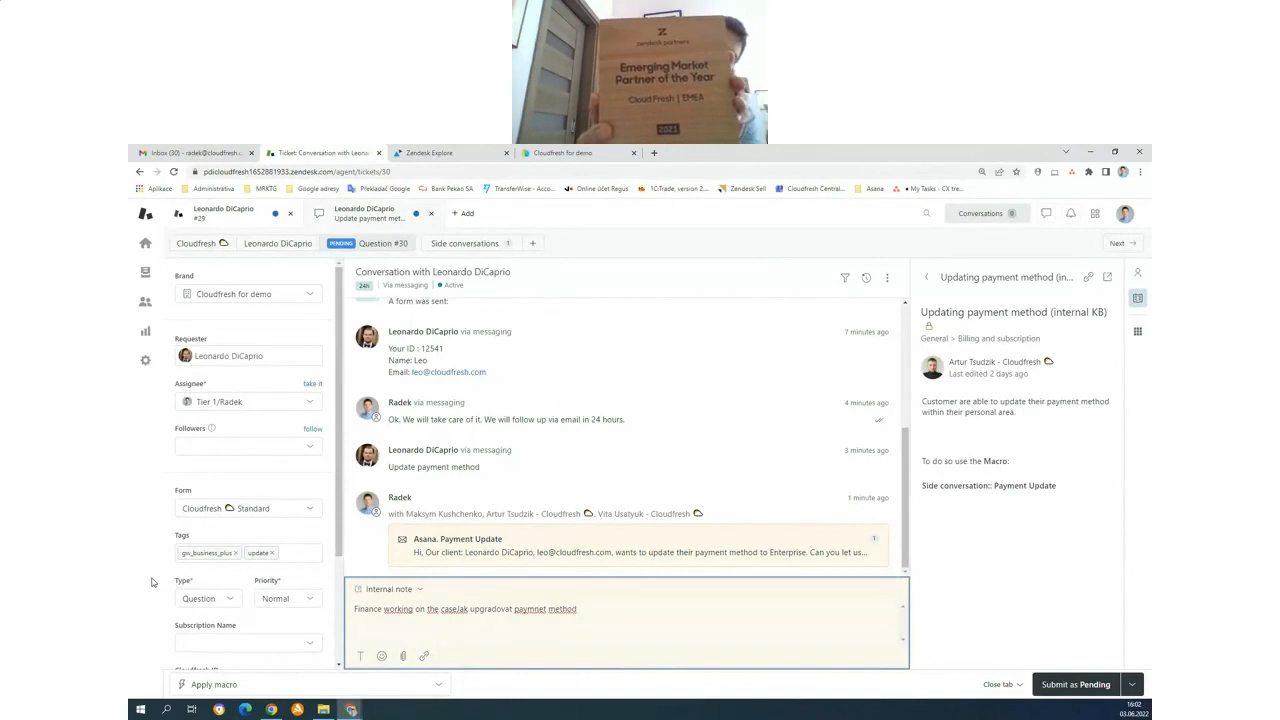 zendesk partners
Emerging Market
Partner of the Year
CloudFresh | EMEA
2021
Inbox (30) - radek@cloudfresh.c
Ticket: Conversation with Leona
Zendesk Explore
Cloudfresh for demo
pdicloudfresh1652881933.zendesk.com/agent/tickets/30
Aplikace
Administrativa
MRKTG
Google adresy
Překladač Google
Bank Pekao SA
TransferWise - Acco...
Online účet Regus
1C:Trade, version 2....
Zendesk Sell
Cloudfresh Central...
Asana
My Tasks - CX tre...
Leonardo DiCaprio
#29
Leonardo DiCaprio
Update payment met...
Add
Conversations 0
Cloudfresh
Leonardo DiCaprio
PENDING Question #30
Side conversations 1
Next
Brand
Cloudfresh for demo
Requester
Leonardo DiCaprio
Assignee* take it
Tier 1/Radek
Followers follow
Form
Cloudfresh Standard
Tags
gw_business_plus update
Type* Priority*
Question Normal
Subscription Name
Apply macro
Conversation with Leonardo DiCaprio
24h Via messaging Active
A form was sent:
Leonardo DiCaprio via messaging 7 minutes ago
Your ID : 12541
Name: Leo
Email: leo@cloudfresh.com
Radek via messaging 4 minutes ago
Ok. We will take care of it. We will follow up via email in 24 hours.
Leonardo DiCaprio via messaging 3 minutes ago
Update payment method
Radek 1 minute ago
with Maksym Kushchenko, Artur Tsudzik - Cloudfresh , Vita Usatyuk - Cloudfresh
Asana. Payment Update 1
Hi, Our client: Leonardo DiCaprio, leo@cloudfresh.com, wants to update their payment method to Enterprise. Can you let us...
Internal note
Finance working on the caseJak upgradovat paymnet method
Updating payment method (in...
Updating payment method (internal KB)
General > Billing and subscription
Artur Tsudzik - Cloudfresh
Last edited 2 days ago
Customer are able to update their payment method
within their personal area.
To do so use the Macro:
Side conversation:: Payment Update
Close tab
Submit as Pending
16:02
03.06.2022